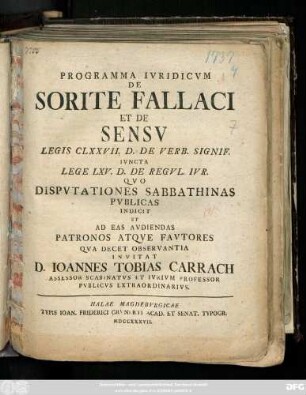 1737
PROGRAMMA IVRIDICVM
DE
SORITE FALLACI
ET DE
SENSV
LEGIS CLXXVII. D. DE VERB. SIGNIF.
IVNCTA
LEGE LXV. D. DE REGVL. IVR.
QVO
DISPVTATIONES SABBATHINAS
PVBLICAS
INDICIT
ET
AD EAS AVDIENDAS
PATRONOS ATQVE FAVTORES
QVA DECET OBSERVANTIA
INVITAT
D. IOANNES TOBIAS CARRACH
ASSESSOR SCABINATVS ET IVRIVM PROFESSOR
PVBLICVS EXTRAORDINARIVS.
HALAE MAGDEBVRGICAE
TYPIS IOAN. FRIDERICI GRVNERTI ACAD. ET SENAT. TYPOGR.
MDCCXXXVII.